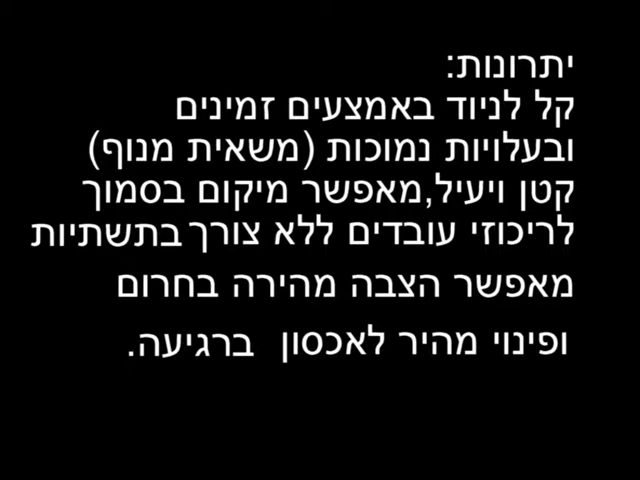 יתרונות:
קל לניוד באמצעים זמינים
ובעלויות נמוכות (משאית מנוף)
קטן ויעיל,מאפשר מיקום בסמוך
לריכוזי עובדים ללא צורך בתשתיות
מאפשר הצבה מהירה בחרום
ופינוי מהיר לאכסון ברגיעה.